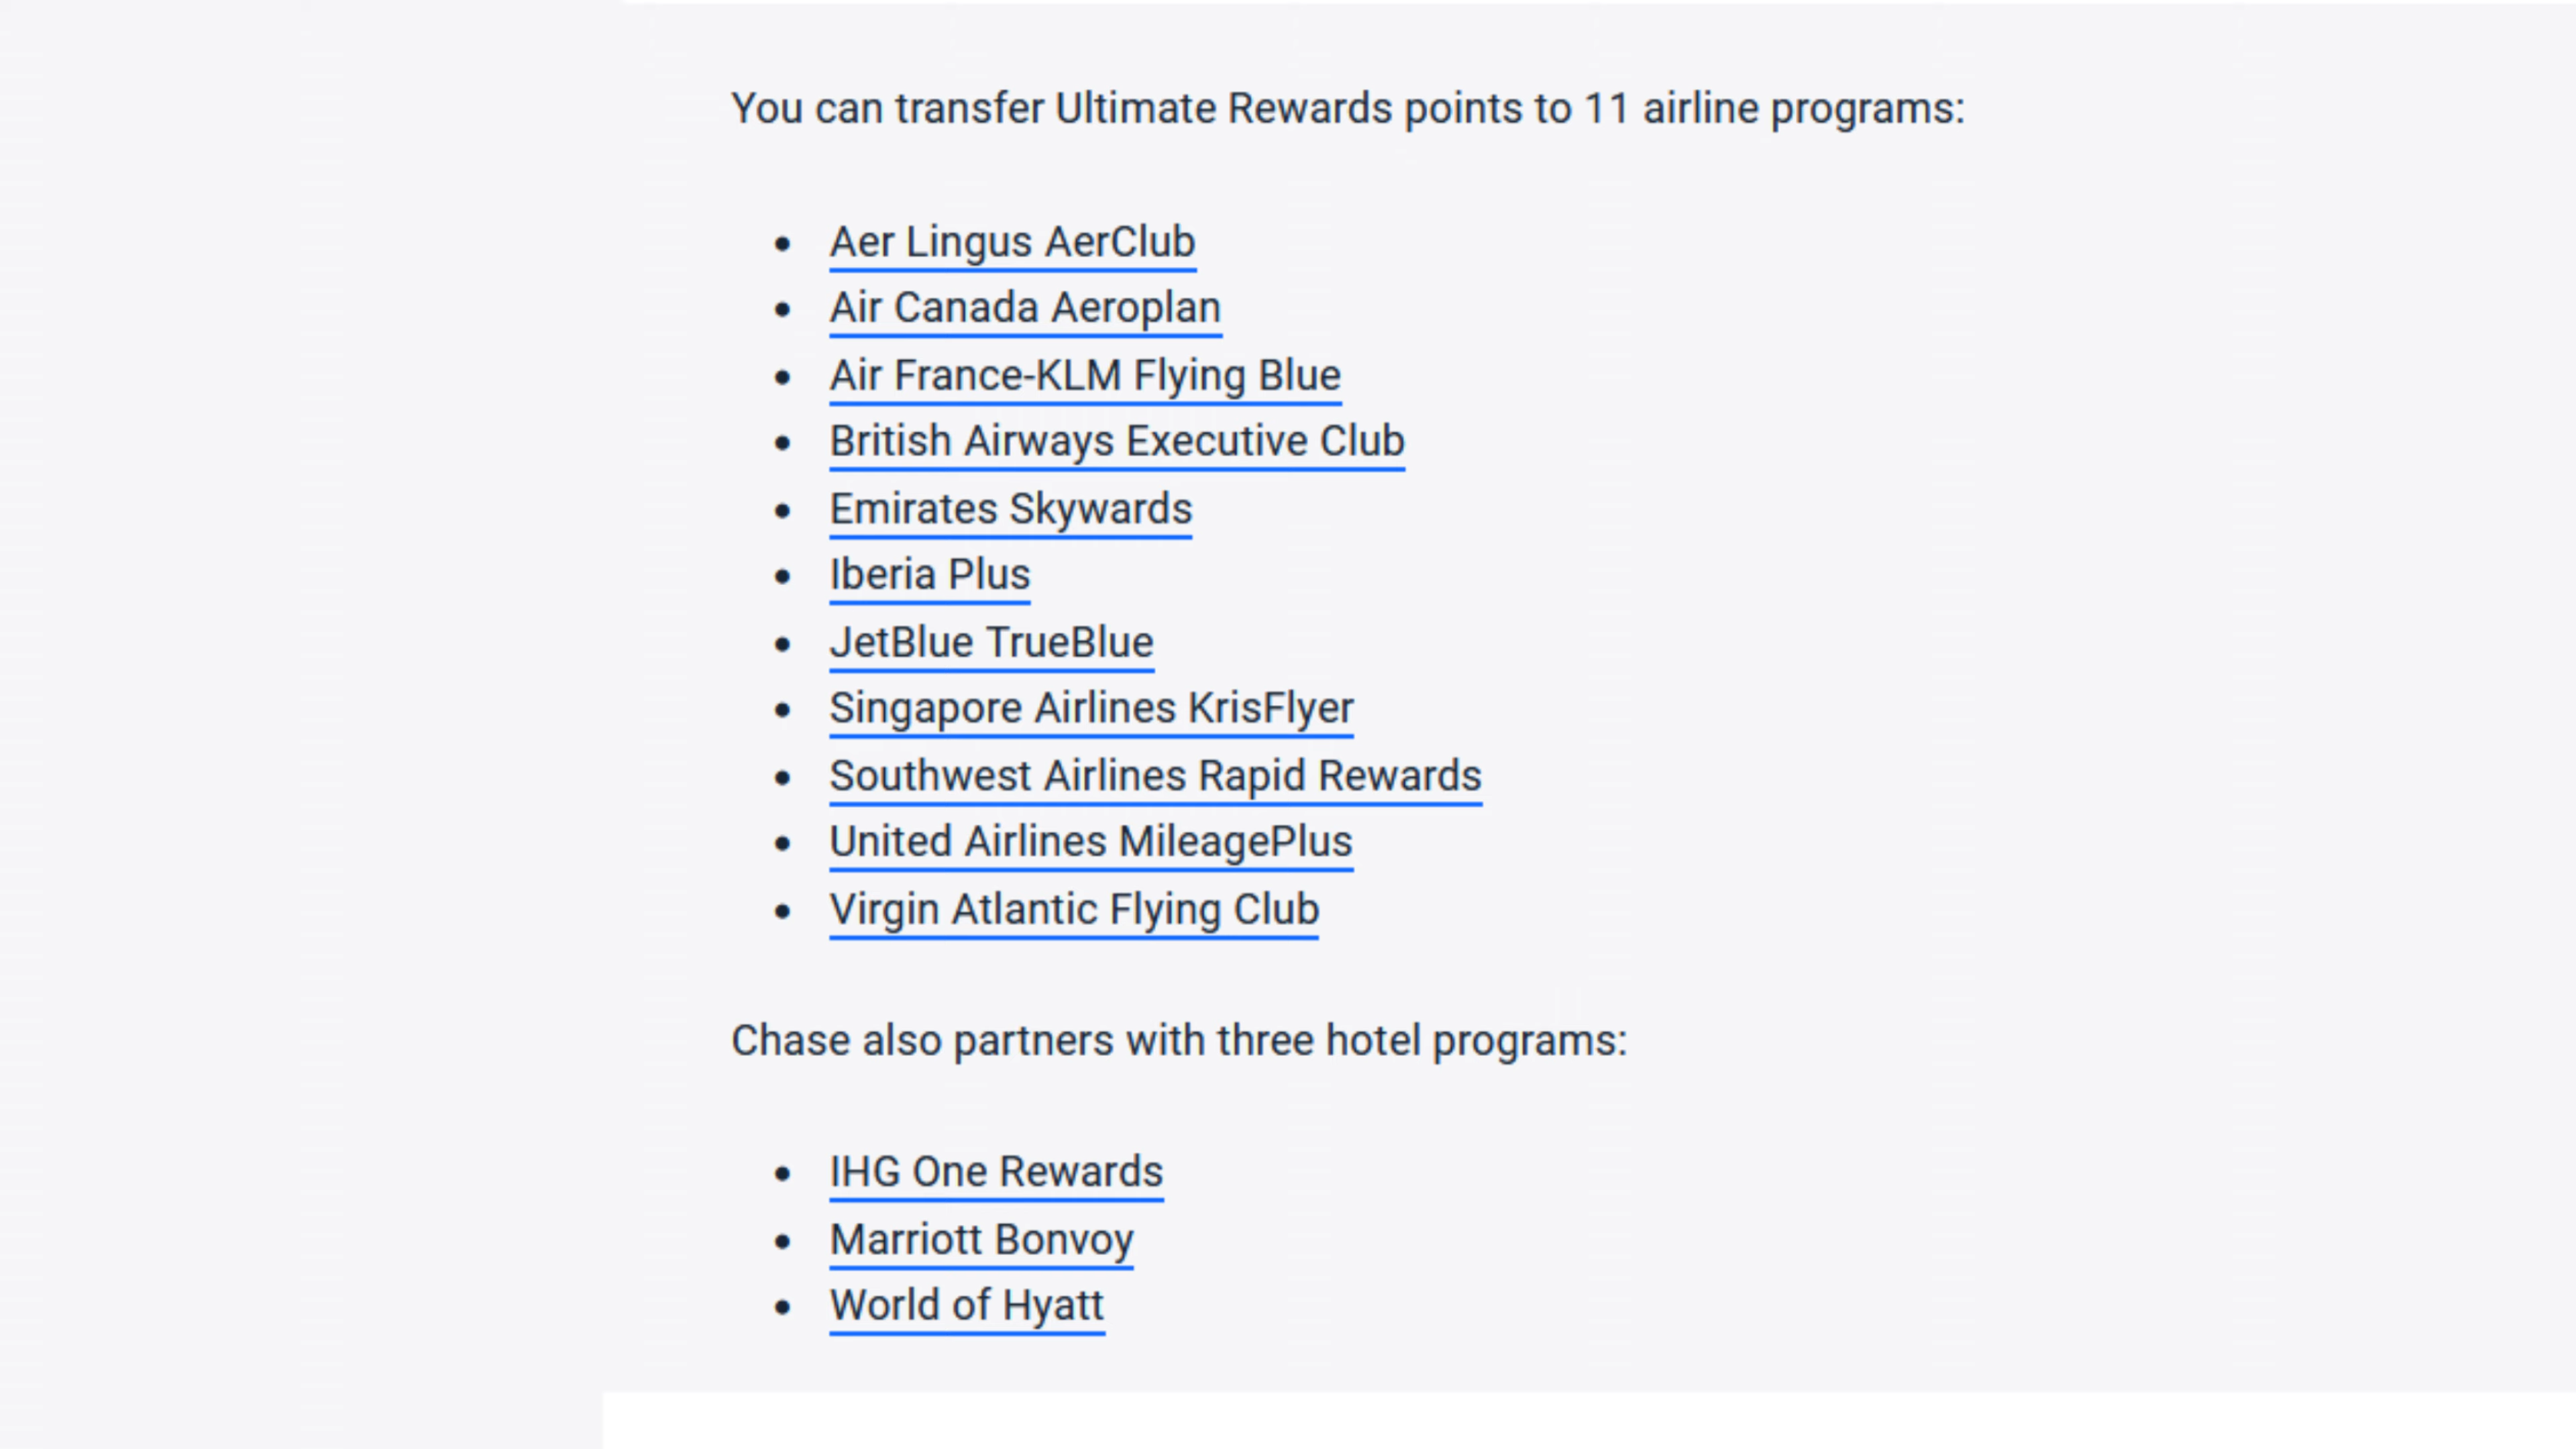 You can transfer Ultimate Rewards points to 11 airline programs:
• Aer Lingus AerClub
• Air Canada Aeroplan
• Air France-KLM Flying Blue
• British Airways Executive Club
• Emirates Skywards
• Iberia Plus
• JetBlue TrueBlue
• Singapore Airlines KrisFlyer
• Southwest Airlines Rapid Rewards
• United Airlines MileagePlus
• Virgin Atlantic Flying Club
Chase also partners with three hotel programs:
• IHG One Rewards
• Marriott Bonvoy
• World of Hyatt